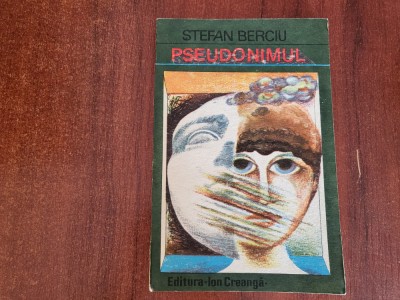 STEFAN BERCIU
PSEUDONIMUL
Editura•Ion Creangă•